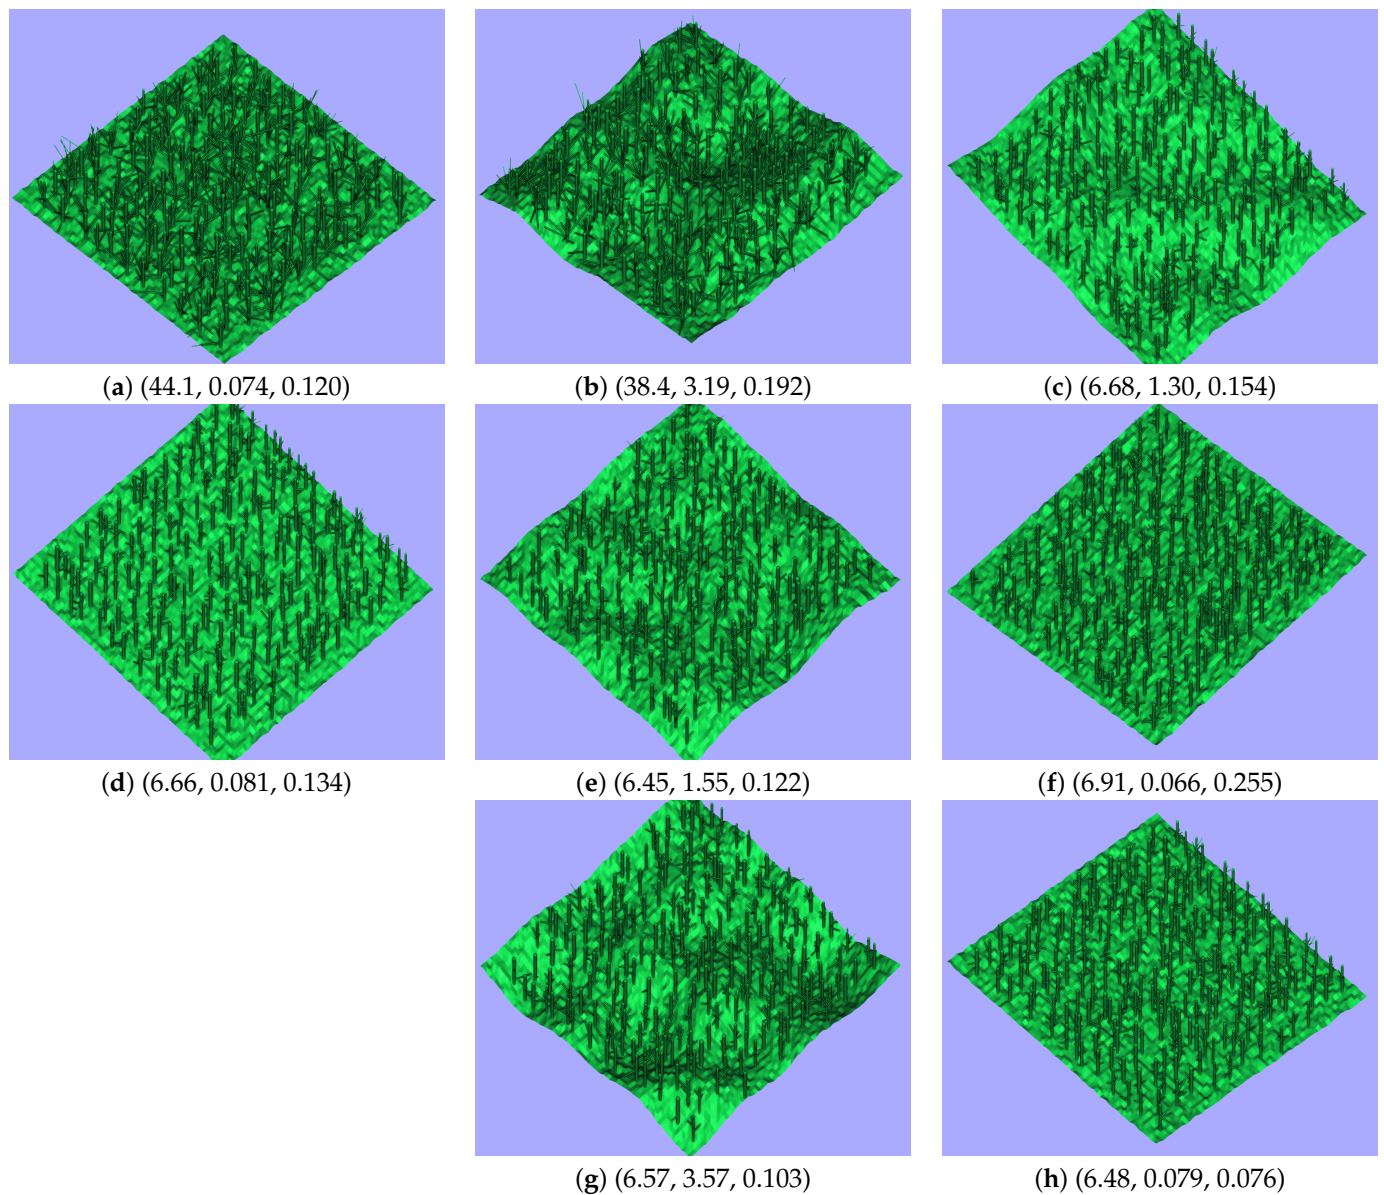 (a) (44.1, 0.074, 0.120)
(b) (38.4, 3.19, 0.192)
(c) (6.68, 1.30, 0.154)
(d) (6.66, 0.081, 0.134)
(e) (6.45, 1.55, 0.122)
(f) (6.91, 0.066, 0.255)
(g) (6.57, 3.57, 0.103)
(h) (6.48, 0.079, 0.076)